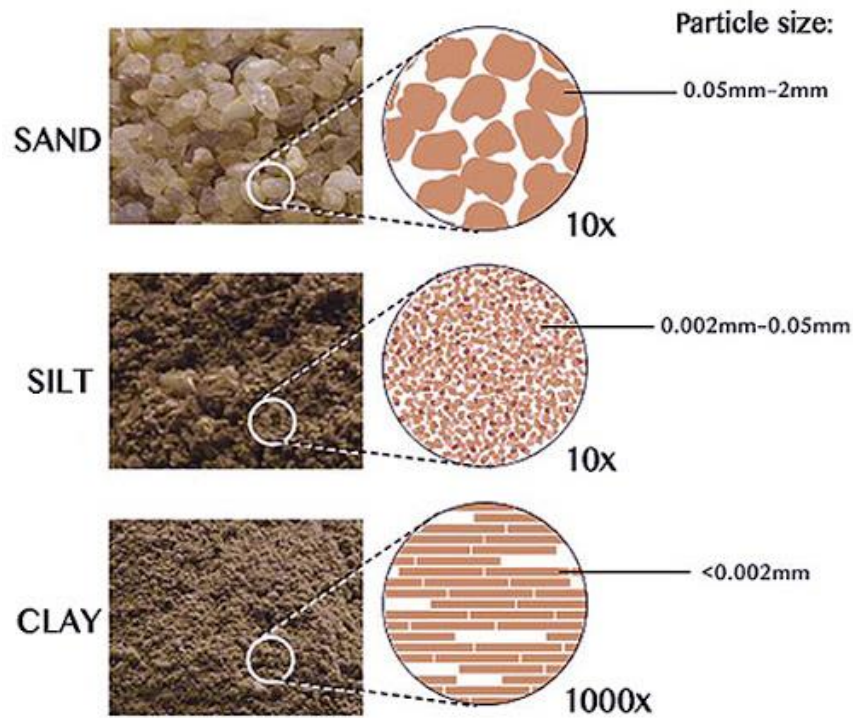 Particle size:
SAND
0.05mm–2mm
10x
SILT
0.002mm–0.05mm
10x
CLAY
<0.002mm
1000x